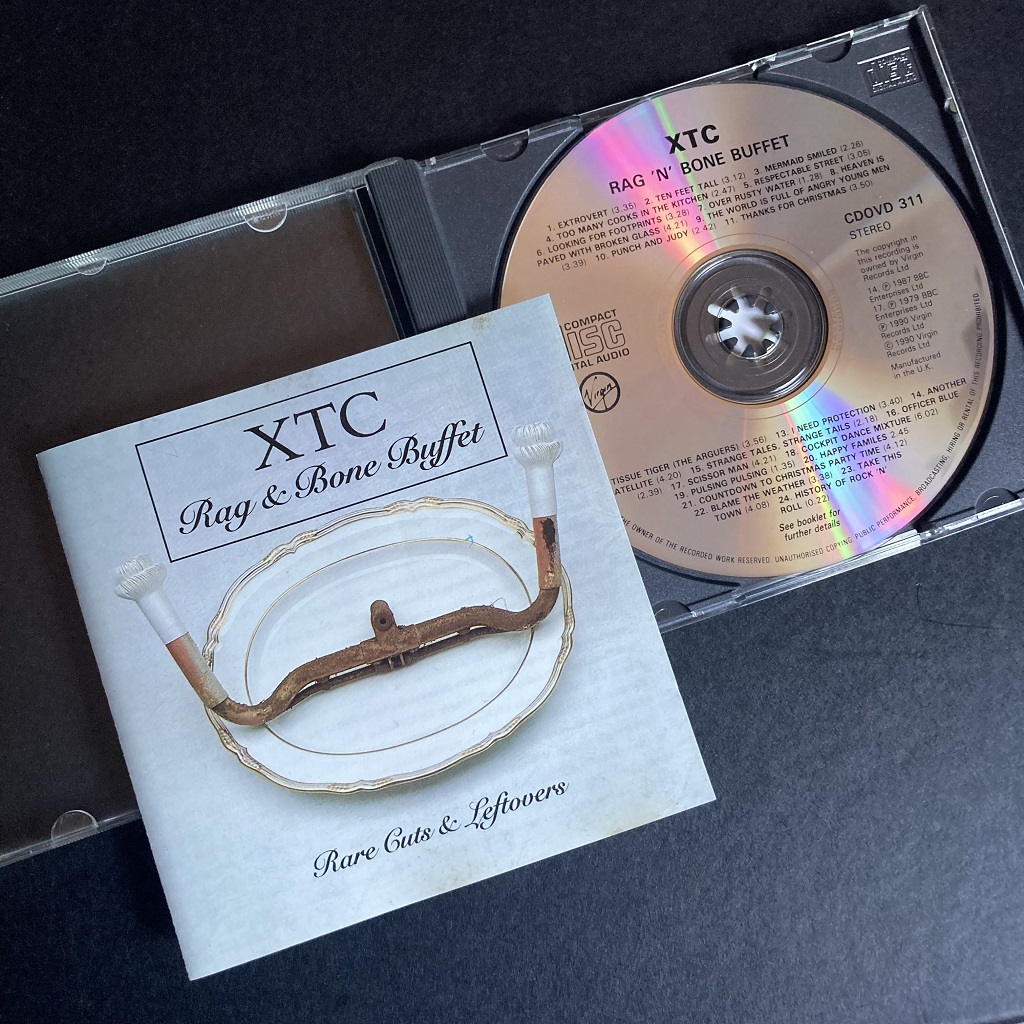 XTC
Rag & Bone Buffet
Rare Cuts & Leftovers
XTC
RAG 'N' BONE BUFFET
1. EXTROVERT (3.35) 2. TEN FEET TALL (3.12) 3. MERMAID SMILED (2.26)
4. TOO MANY COOKS IN THE KITCHEN (2.47) 5. RESPECTABLE STREET (3.05)
6. LOOKING FOR FOOTPRINTS (3.28) 7. OVER RUSTY WATER (1.28) 8. HEAVEN IS
PAVED WITH BROKEN GLASS (4.21) 9. THE WORLD IS FULL OF ANGRY YOUNG MEN
(3.39) 10. PUNCH AND JUDY (2.42) 11. THANKS FOR CHRISTMAS (3.50)
CDOVD 311
STEREO
The copyright in
this recording is
owned by Virgin
Records Ltd
14. ℗ 1987 BBC
Enterprises Ltd
17. ℗ 1979 BBC
Enterprises Ltd
℗ 1990 Virgin
Records Ltd
© 1990 Virgin
Records Ltd
Manufactured
in the U.K.
COMPACT
DISC
DIGITAL AUDIO
Virgin
TISSUE TIGER (THE ARGUERS) (3.56) 13. I NEED PROTECTION (3.40) 14. ANOTHER
SATELLITE (4.20) 15. STRANGE TALES, STRANGE TAILS (2.18) 16. OFFICER BLUE
(2.39) 17. SCISSOR MAN (4.21) 18. COCKPIT DANCE MIXTURE (6.02)
19. PULSING PULSING (1.35) 20. HAPPY FAMILES 2.45
21. COUNTDOWN TO CHRISTMAS PARTY TIME (4.12)
22. BLAME THE WEATHER (3.38) 23. TAKE THIS
TOWN (4.08) 24. HISTORY OF ROCK 'N'
ROLL (0.22)
See booklet for
further details
THE OWNER OF THE RECORDED WORK RESERVED. UNAUTHORISED COPYING PUBLIC PERFORMANCE, BROADCASTING, HIRING OR RENTAL OF THIS RECORDING PROHIBITED